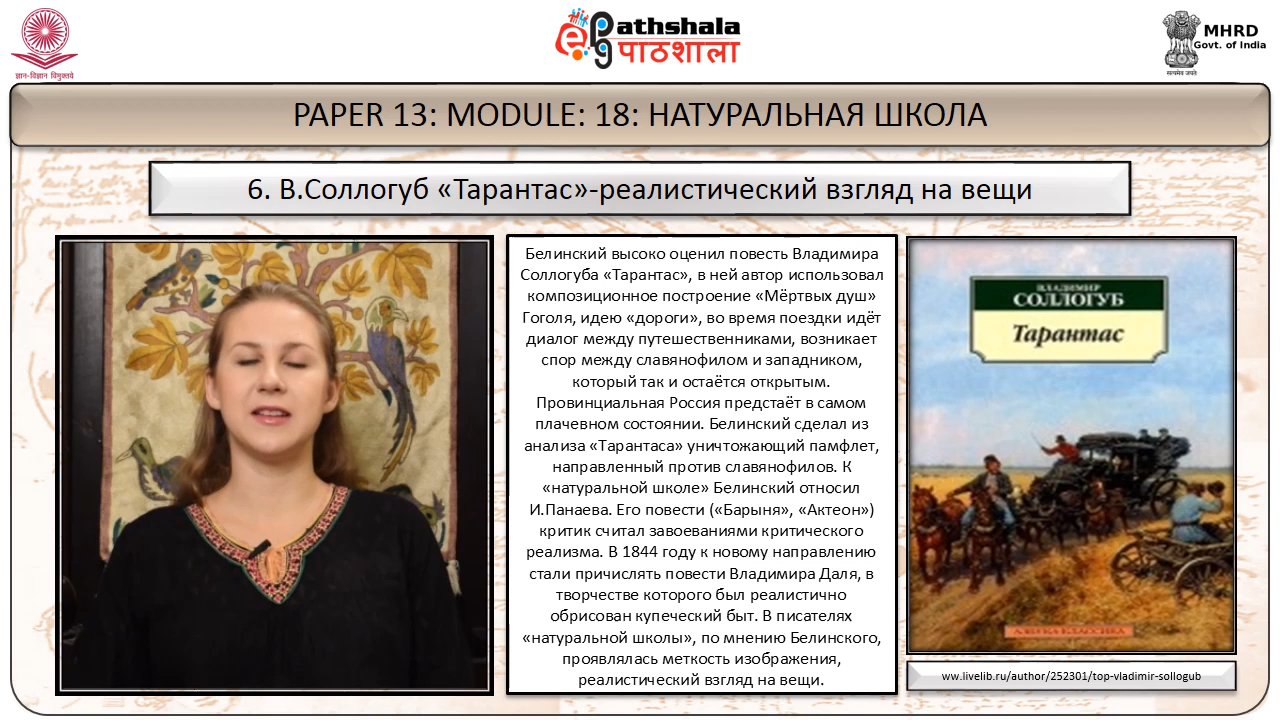 ज्ञान-विज्ञान विमुक्तये
ePathshala
पाठशाला
MHRD
Govt. of India
सत्यमेव जयते
PAPER 13: MODULE: 18: НАТУРАЛЬНАЯ ШКОЛА
6. В.Соллогуб «Тарантас»-реалистический взгляд на вещи
Белинский высоко оценил повесть Владимира
Соллогуба «Тарантас», в ней автор использовал
композиционное построение «Мёртвых душ»
Гоголя, идею «дороги», во время поездки идёт
диалог между путешественниками, возникает
спор между славянофилом и западником,
который так и остаётся открытым.
Провинциальная Россия предстаёт в самом
плачевном состоянии. Белинский сделал из
анализа «Тарантаса» уничтожающий памфлет,
направленный против славянофилов. К
«натуральной школе» Белинский относил
И.Панаева. Его повести («Барыня», «Актеон»)
критик считал завоеваниями критического
реализма. В 1844 году к новому направлению
стали причислять повести Владимира Даля, в
творчестве которого был реалистично
обрисован купеческий быт. В писателях
«натуральной школы», по мнению Белинского,
проявлялась меткость изображения,
реалистический взгляд на вещи.
ВЛАДИМИР
СОЛЛОГУБ
Тарантас
АЗБУКА-КЛАССИКА
ww.livelib.ru/author/252301/top-vladimir-sollogub